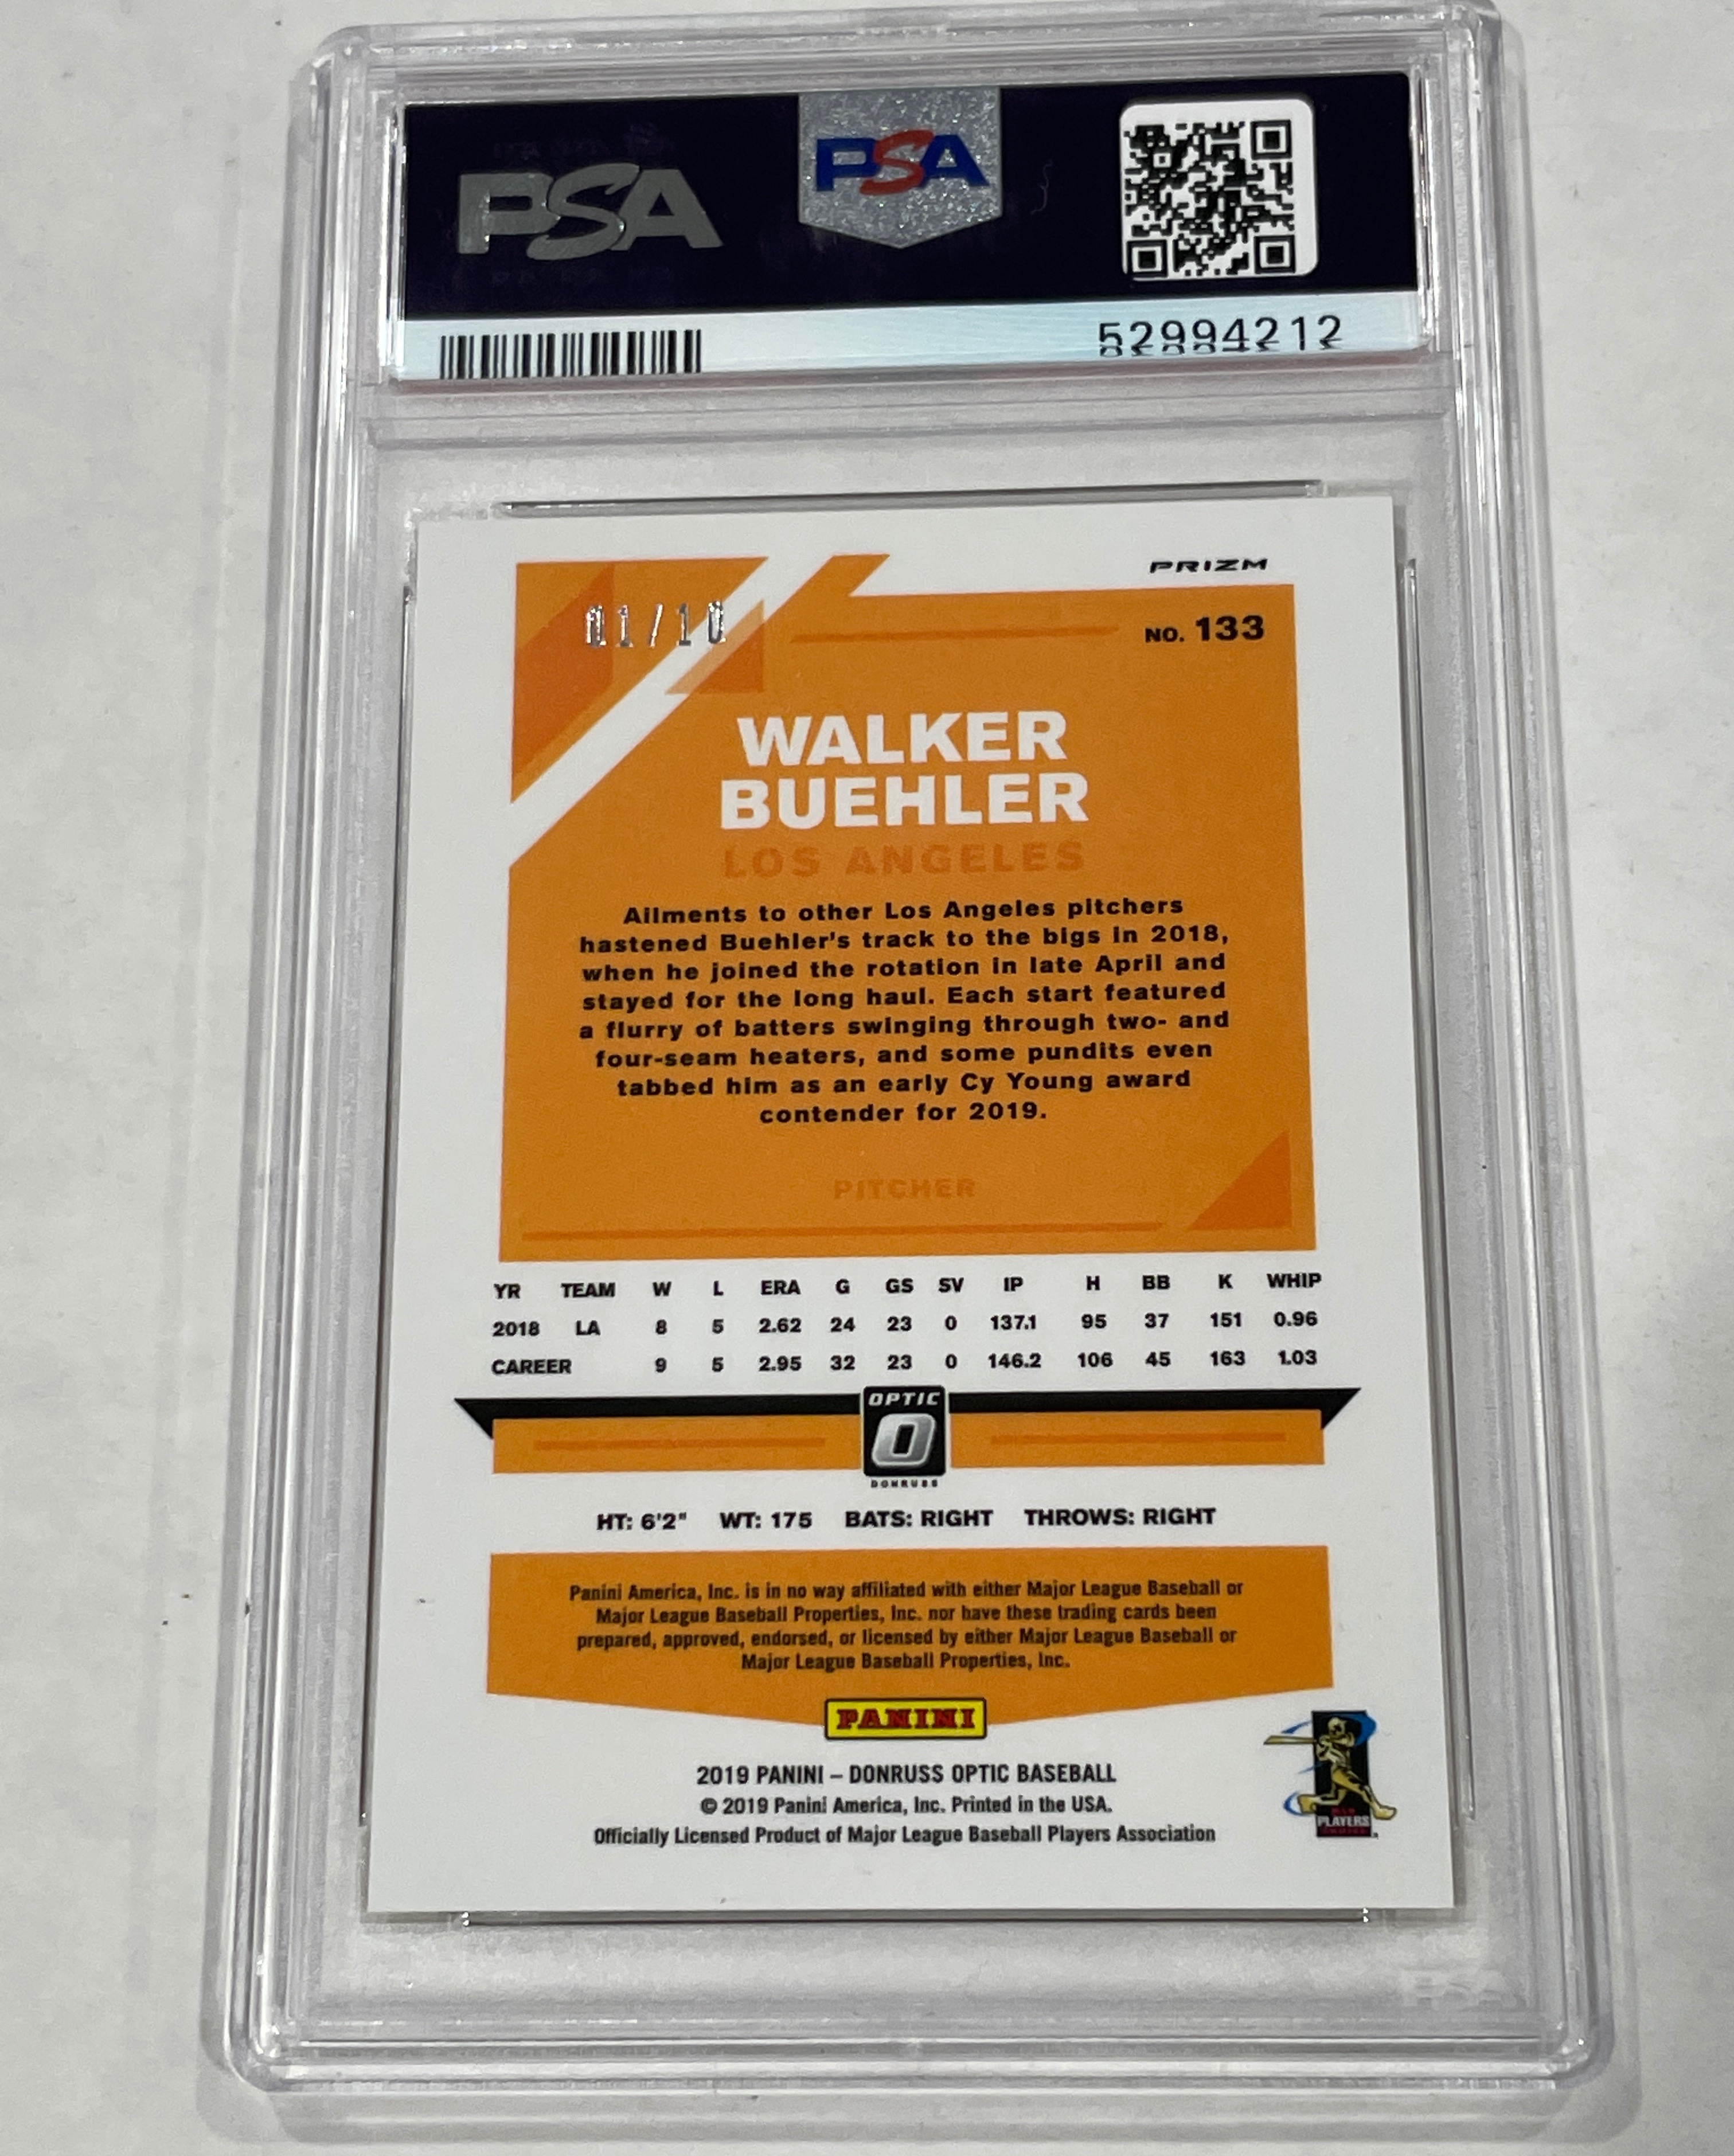 PSA
PSA
52994212
PRIZM
01/10
NO. 133
WALKER
BUEHLER
LOS ANGELES
Ailments to other Los Angeles pitchers
hastened Buehler's track to the bigs in 2018,
when he joined the rotation in late April and
stayed for the long haul. Each start featured
a flurry of batters swinging through two- and
four-seam heaters, and some pundits even
tabbed him as an early Cy Young award
contender for 2019.
PITCHER
YR TEAM W L ERA G GS SV IP H BB K WHIP
2018 LA 8 5 2.62 24 23 0 137.1 95 37 151 0.96
CAREER 9 5 2.95 32 23 0 146.2 106 45 163 1.03
OPTIC
O
DONRUSS
HT: 6'2" WT: 175 BATS: RIGHT THROWS: RIGHT
Panini America, Inc. is in no way affiliated with either Major League Baseball or
Major League Baseball Properties, Inc. nor have these trading cards been
prepared, approved, endorsed, or licensed by either Major League Baseball or
Major League Baseball Properties, Inc.
PANINI
2019 PANINI – DONRUSS OPTIC BASEBALL
© 2019 Panini America, Inc. Printed in the USA.
Officially Licensed Product of Major League Baseball Players Association
PLAYERS